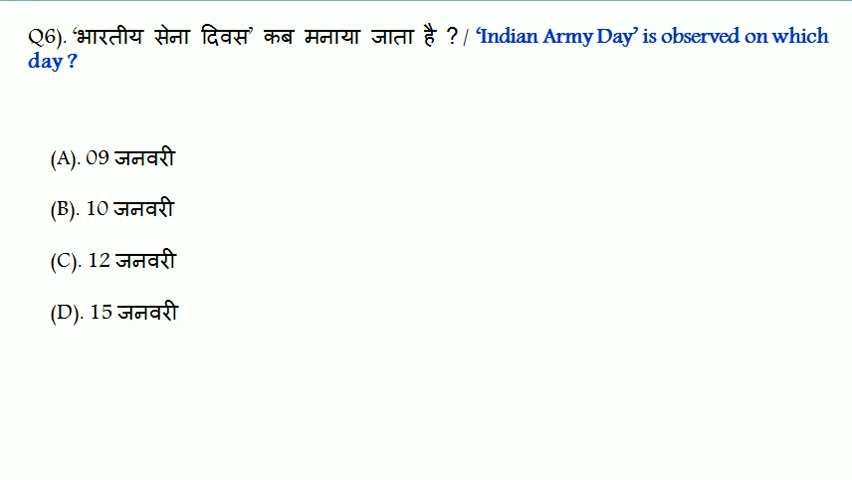 Q6). ‘भारतीय सेना दिवस’ कब मनाया जाता है ? / ‘Indian Army Day’ is observed on which
day ?
(A). 09 जनवरी
(B). 10 जनवरी
(C). 12 जनवरी
(D). 15 जनवरी